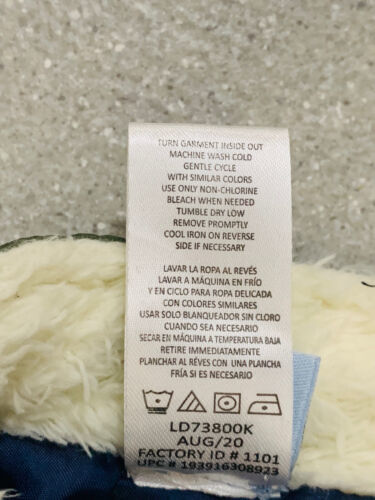 TURN GARMENT INSIDE OUT
MACHINE WASH COLD
GENTLE CYCLE
WITH SIMILAR COLORS
USE ONLY NON-CHLORINE
BLEACH WHEN NEEDED
TUMBLE DRY LOW
REMOVE PROMPTLY
COOL IRON ON REVERSE
SIDE IF NECESSARY
LAVAR LA ROPA AL REVÉS
LAVAR A MÁQUINA EN FRÍO
Y EN CICLO PARA ROPA DELICADA
CON COLORES SIMILARES
USAR SOLO BLANQUEADOR SIN CLORO
CUANDO SEA NECESARIO
SECAR EN MÁQUINA A TEMPERATURA BAJA
RETIRE IMMEDIATAMENTE
PLANCHAR AL RÉVES CON UNA PLANCHA
FRÍA SI ES NECESARIO
LD73800K
AUG/20
FACTORY ID # 1101
UPC # 193916308923